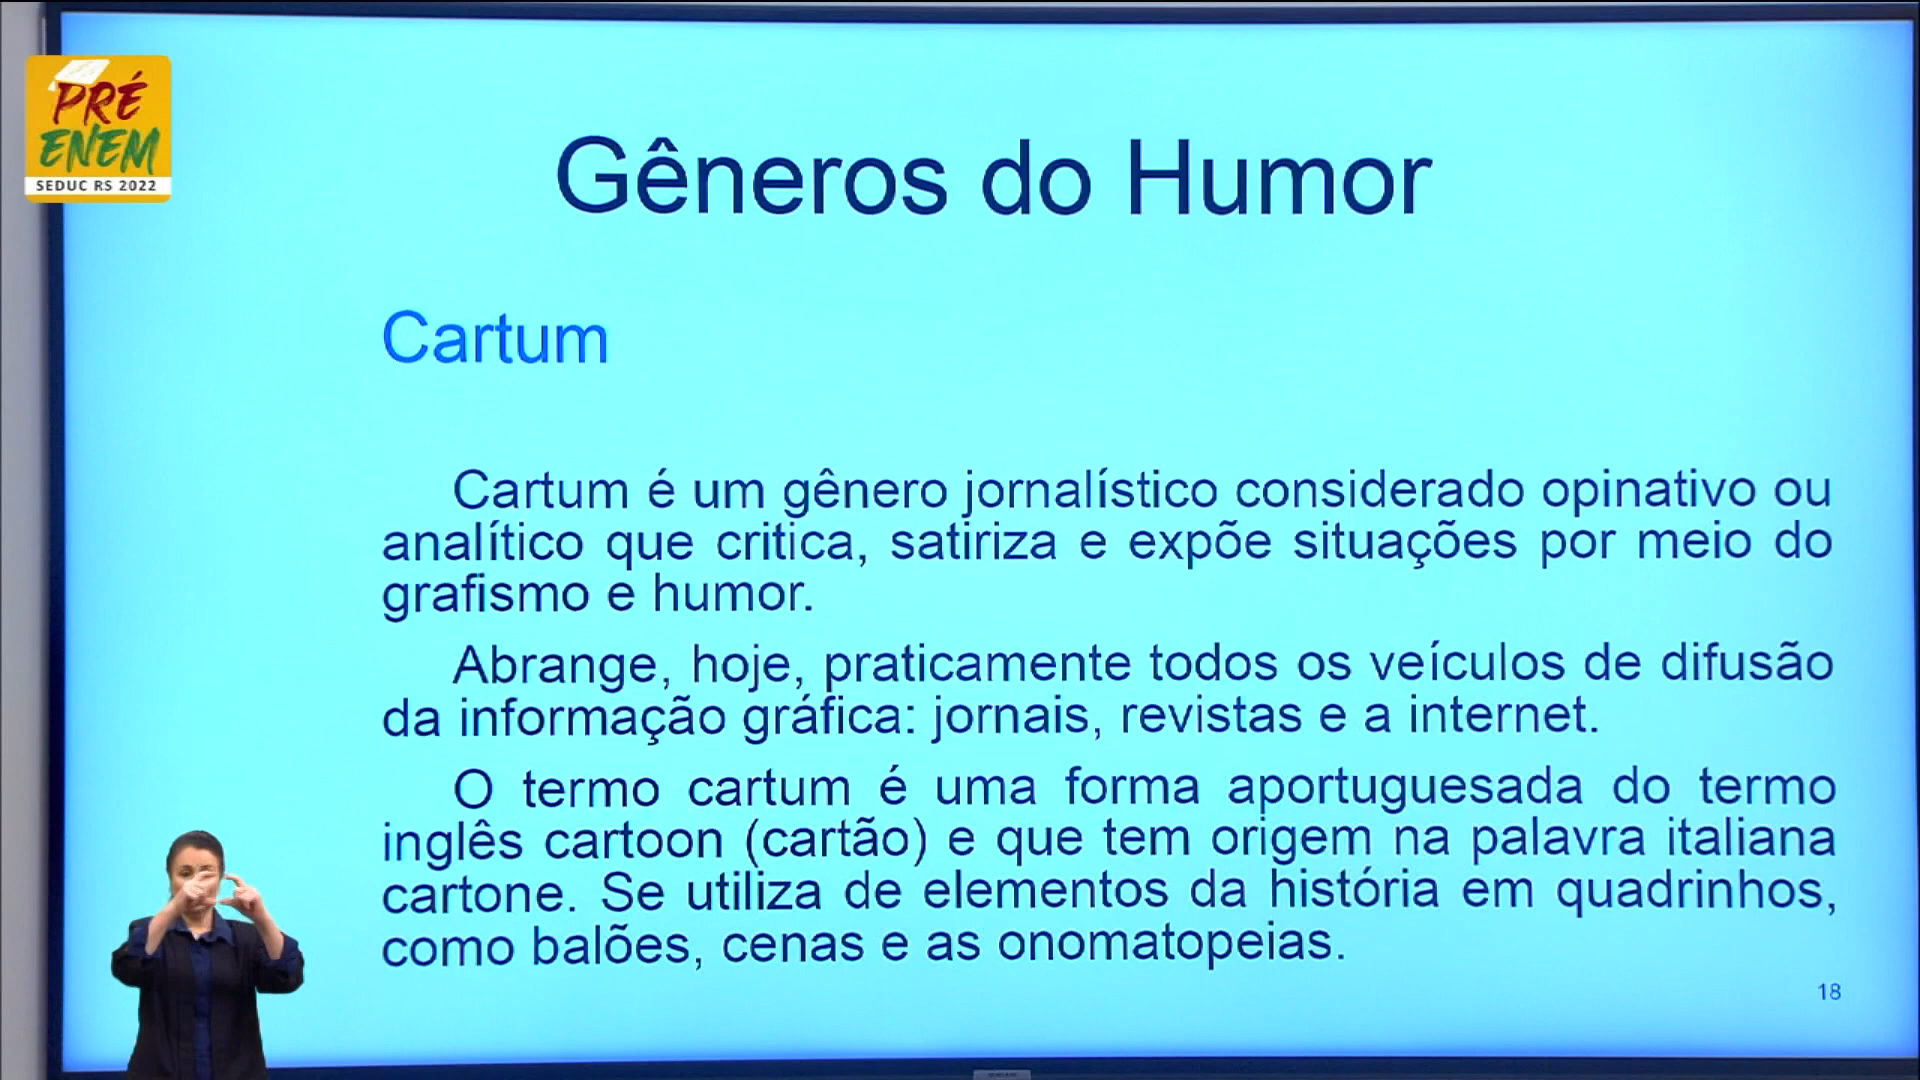 PRÉ
ENEM
SEDUC RS 2022
Gêneros do Humor
Cartum
Cartum é um gênero jornalístico considerado opinativo ou
analítico que critica, satiriza e expõe situações por meio do
grafismo e humor.
Abrange, hoje, praticamente todos os veículos de difusão
da informação gráfica: jornais, revistas e a internet.
O termo cartum é uma forma aportuguesada do termo
inglês cartoon (cartão) e que tem origem na palavra italiana
cartone. Se utiliza de elementos da história em quadrinhos,
como balões, cenas e as onomatopeias.
18